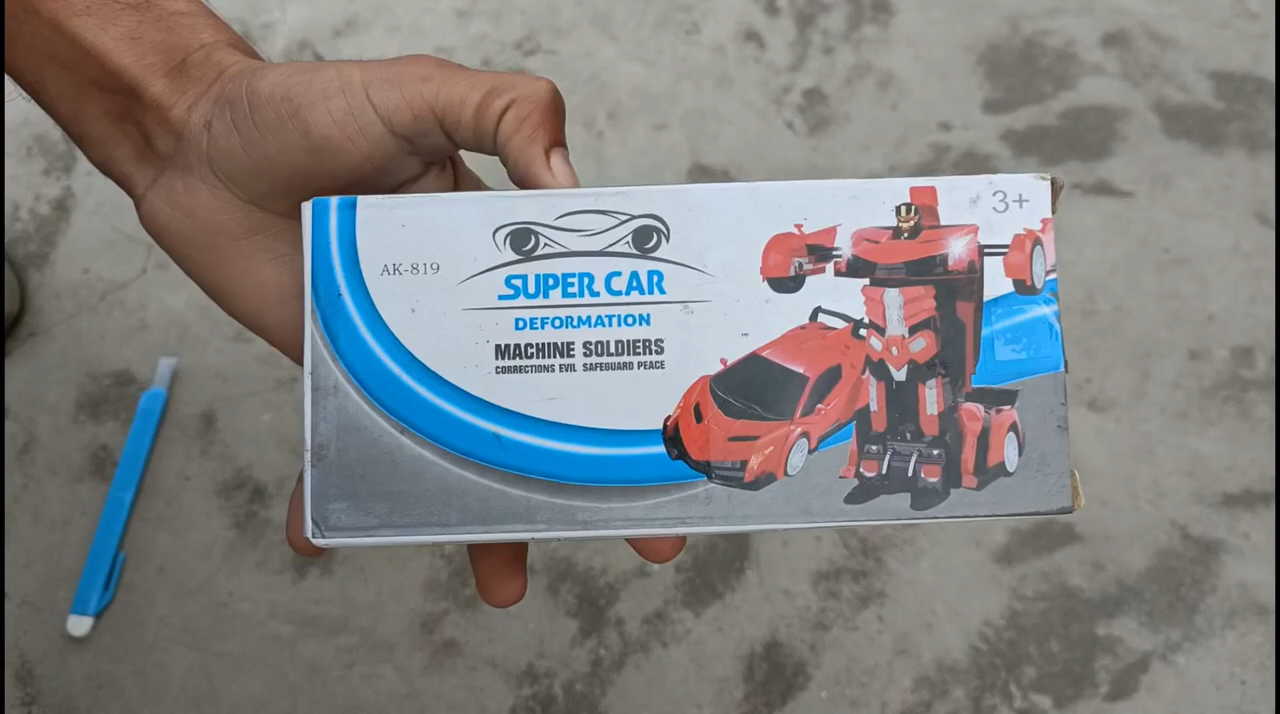 AK-819
SUPER CAR
DEFORMATION
MACHINE SOLDIERS
CORRECTIONS EVIL SAFEGUARD PEACE
3+